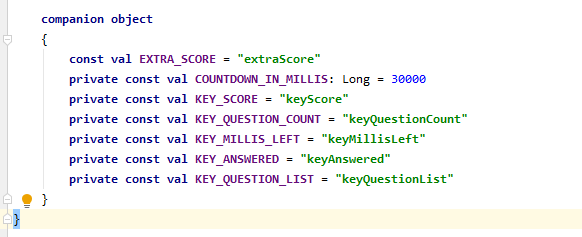 companion object
{
const val EXTRA_SCORE = "extraScore"
private const val COUNTDOWN_IN_MILLIS: Long = 30000
private const val KEY_SCORE = "keyScore"
private const val KEY_QUESTION_COUNT = "keyQuestionCount"
private const val KEY_MILLIS_LEFT = "keyMillisLeft"
private const val KEY_ANSWERED = "keyAnswered"
private const val KEY_QUESTION_LIST = "keyQuestionList"
}
}